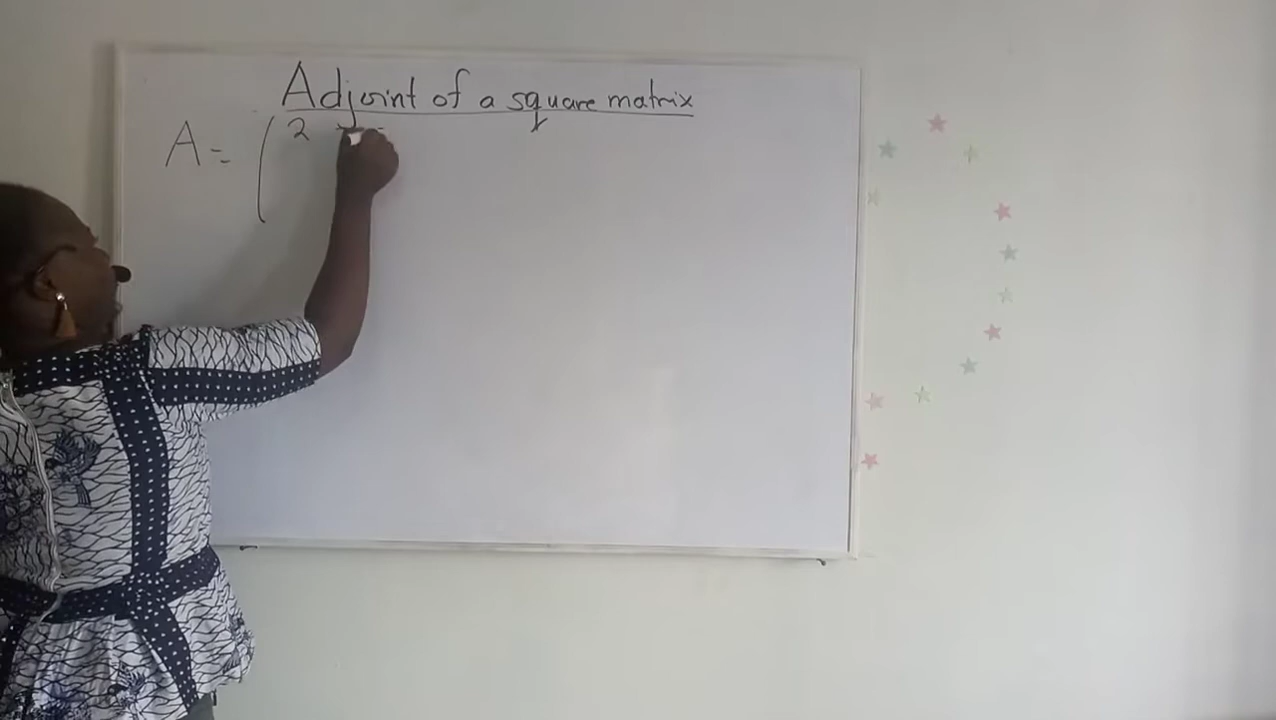 Adjoint of a square matrix
A = ( 2